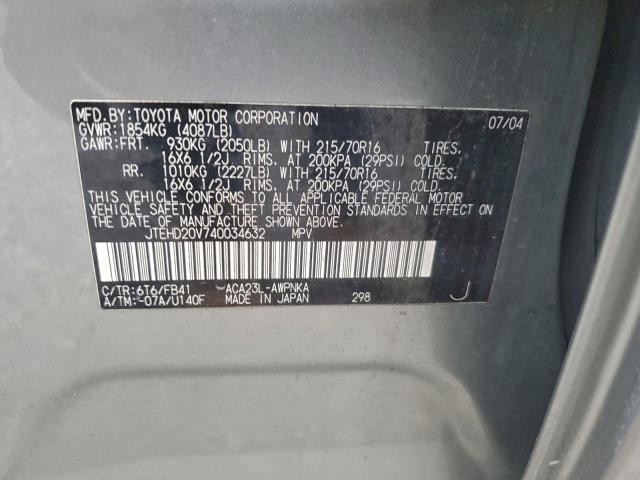 MFD.BY:TOYOTA MOTOR CORPORATION 07/04
GVWR:1854KG (4087LB)
GAWR:FRT. 930KG (2050LB) WITH 215/70R16 TIRES.
16X6 1/2J RIMS. AT 200KPA (29PSI) COLD.
RR. 1010KG (2227LB) WITH 215/70R16 TIRES.
16X6 1/2J RIMS. AT 200KPA (29PSI) COLD.
THIS VEHICLE CONFORMS TO ALL APPLICABLE FEDERAL MOTOR
VEHICLE SAFETY AND THEFT PREVENTION STANDARDS IN EFFECT ON
THE DATE OF MANUFACTURE SHOWN ABOVE.
JTEHD20V740034632 MPV
C/TR:6T6/FB41 ACA23L-AWPNKA
A/TM:-07A/U140F MADE IN JAPAN 298 J